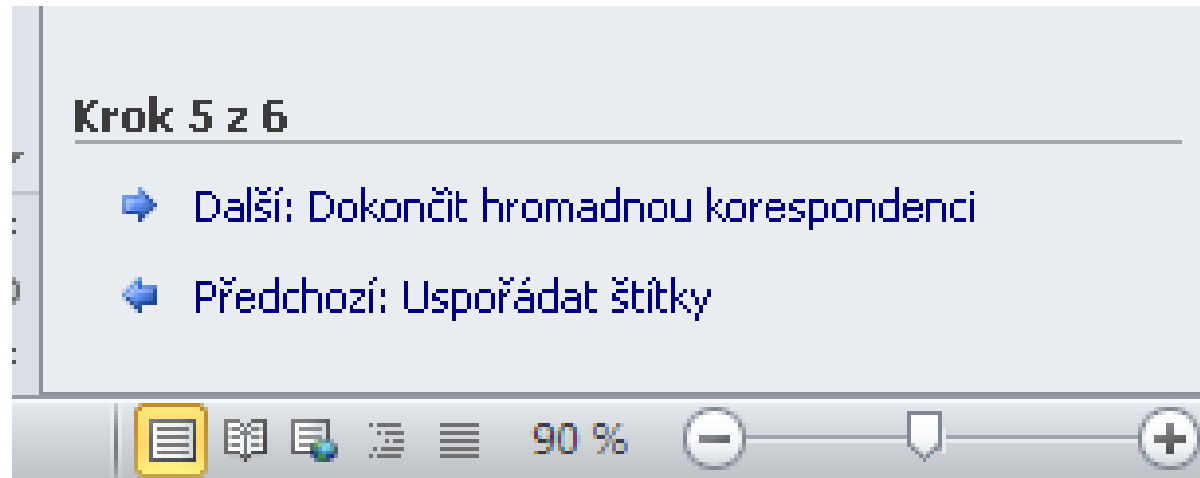 Krok 5 z 6
Další: Dokončit hromadnou korespondenci
Předchozí: Uspořádat štítky
90 %